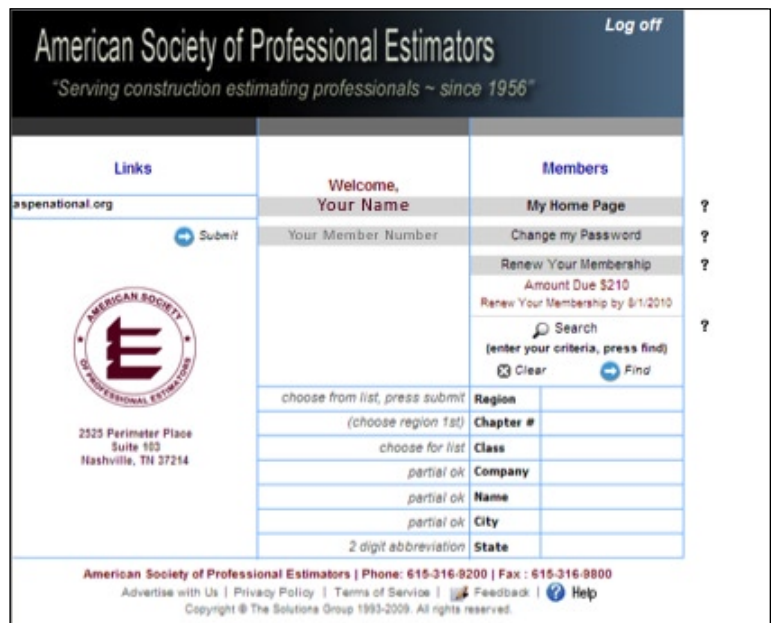 Log off
American Society of Professional Estimators
"Serving construction estimating professionals ~ since 1956"
Links
aspenational.org
Submit
AMERICAN SOCIETY
OF PROFESSIONAL ESTIMATORS
2525 Perimeter Place
Suite 103
Nashville, TN 37214
Welcome,
Your Name
Your Member Number
Members
My Home Page ?
Change my Password ?
Renew Your Membership ?
Amount Due $210
Renew Your Membership by 8/1/2010
Search ?
(enter your criteria, press find)
Clear Find
choose from list, press submit Region
(choose region 1st) Chapter #
choose for list Class
partial ok Company
partial ok Name
partial ok City
2 digit abbreviation State
American Society of Professional Estimators | Phone: 615-316-9200 | Fax : 615-316-9800
Advertise with Us | Privacy Policy | Terms of Service | Feedback | Help
Copyright © The Solutions Group 1993-2009. All rights reserved.